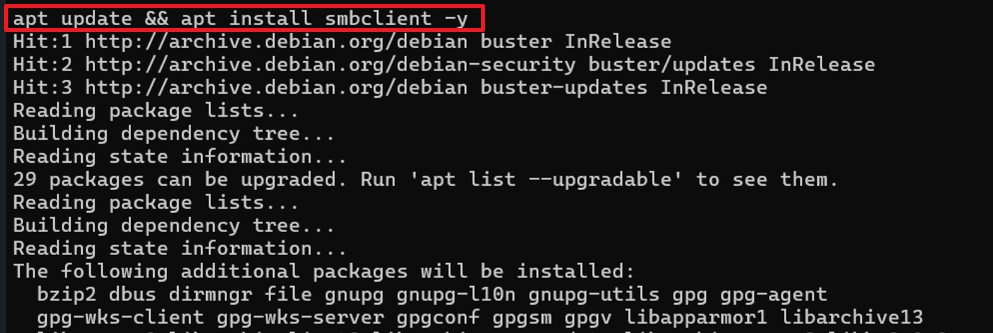 apt update && apt install smbclient -y
Hit:1 http://archive.debian.org/debian buster InRelease
Hit:2 http://archive.debian.org/debian-security buster/updates InRelease
Hit:3 http://archive.debian.org/debian buster-updates InRelease
Reading package lists...
Building dependency tree...
Reading state information...
29 packages can be upgraded. Run 'apt list --upgradable' to see them.
Reading package lists...
Building dependency tree...
Reading state information...
The following additional packages will be installed:
bzip2 dbus dirmngr file gnupg gnupg-l10n gnupg-utils gpg gpg-agent
gpg-wks-client gpg-wks-server gpgconf gpgsm gpgv libapparmor1 libarchive13